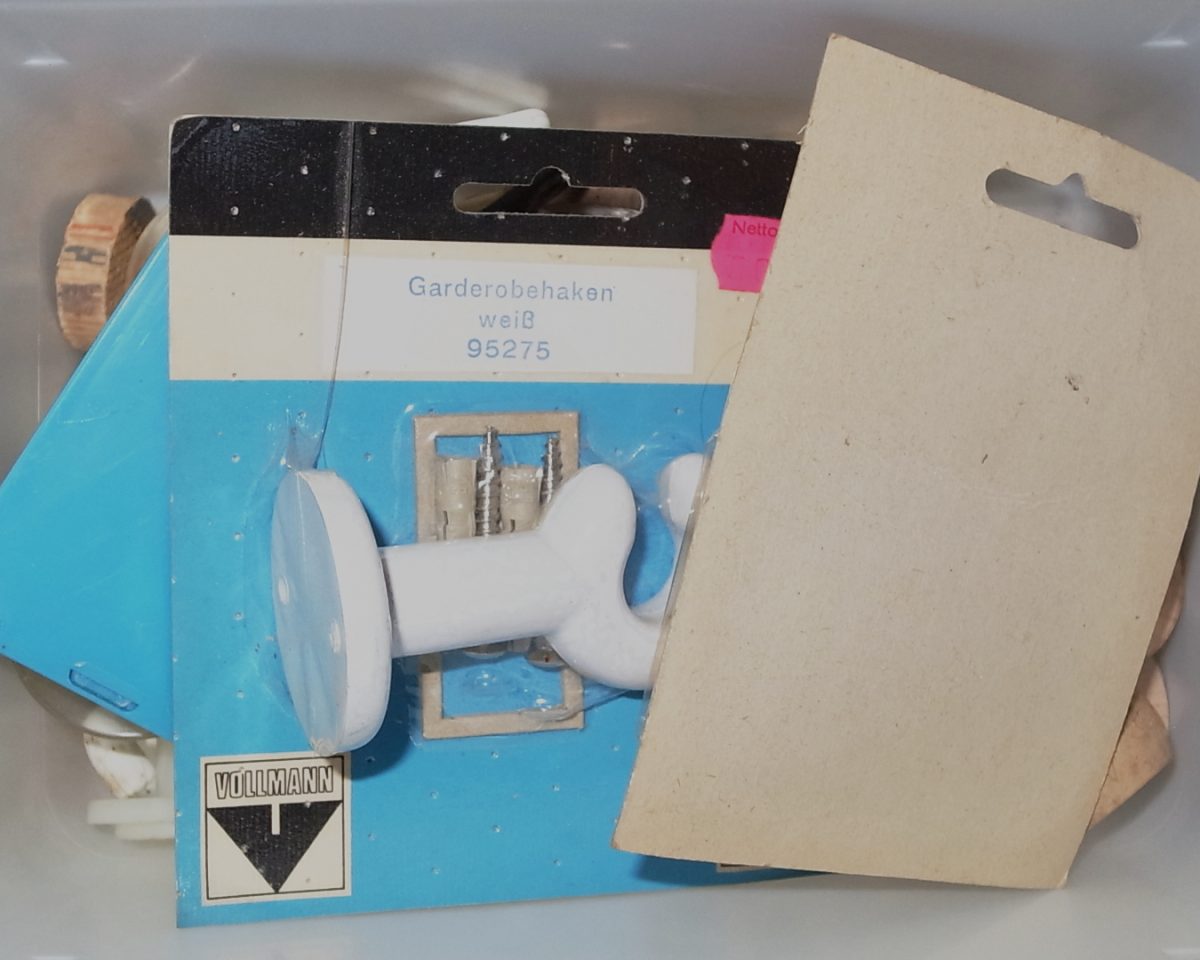 Netto
Garderobehaken
weiß
95275
VOLLMANN